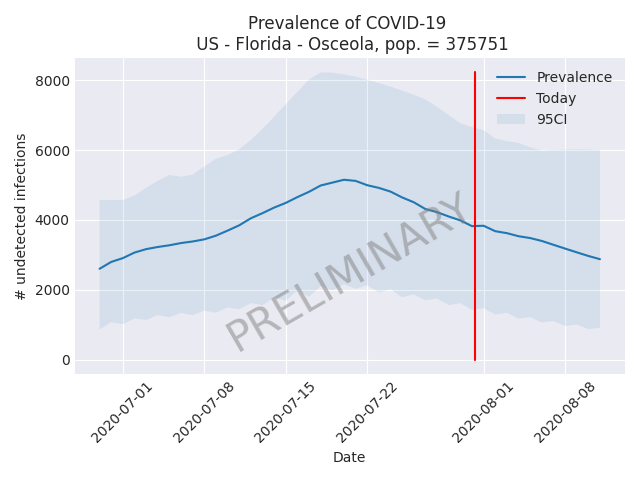 Prevalence of COVID-19
US - Florida - Osceola, pop. = 375751
8000
6000
4000
2000
0
# undetected infections
Prevalence
Today
95CI
PRELIMINARY
2020-07-01
2020-07-08
2020-07-15
2020-07-22
2020-08-01
2020-08-08
Date